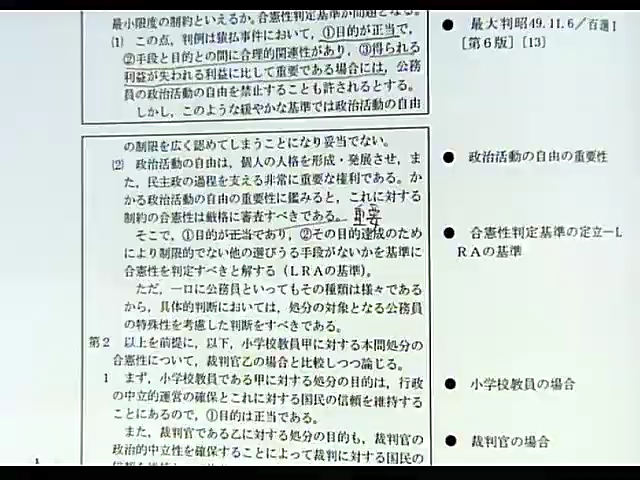 最小限度の制約といえるか。合憲性判定基準が問題となる。
(1) この点、判例は猿払事件において、①目的が正当で、
②手段と目的との間に合理的関連性があり、③得られる
利益が失われる利益に比して重要である場合には、公務
員の政治活動の自由を禁止することも許されるとする。
しかし、このような緩やかな基準では政治活動の自由
の制限を広く認めてしまうことになり妥当でない。
(2) 政治活動の自由は、個人の人格を形成・発展させ、ま
た、民主政の過程を支える非常に重要な権利である。か
かる政治活動の自由の重要性に鑑みると、これに対する
制約の合憲性は厳格に審査すべきである。 重要
そこで、①目的が正当であり、②その目的達成のため
により制限的でない他の選びうる手段がないかを基準に
合憲性を判定すべきと解する(LRAの基準)。
ただ、一口に公務員といってもその種類は様々である
から、具体的判断においては、処分の対象となる公務員
の特殊性を考慮した判断をすべきである。
第2 以上を前提に、以下、小学校教員甲に対する本問処分の
合憲性について、裁判官乙の場合と比較しつつ論じる。
1 まず、小学校教員である甲に対する処分の目的は、行政
の中立的運営の確保とこれに対する国民の信頼を維持する
ことにあるので、①目的は正当である。
また、裁判官である乙に対する処分の目的も、裁判官の
政治的中立性を確保することによって裁判に対する国民の
● 最大判昭49.11.6/百選Ⅰ
[第6版] [13]
● 政治活動の自由の重要性
● 合憲性判定基準の定立−L
RAの基準
● 小学校教員の場合
● 裁判官の場合
1